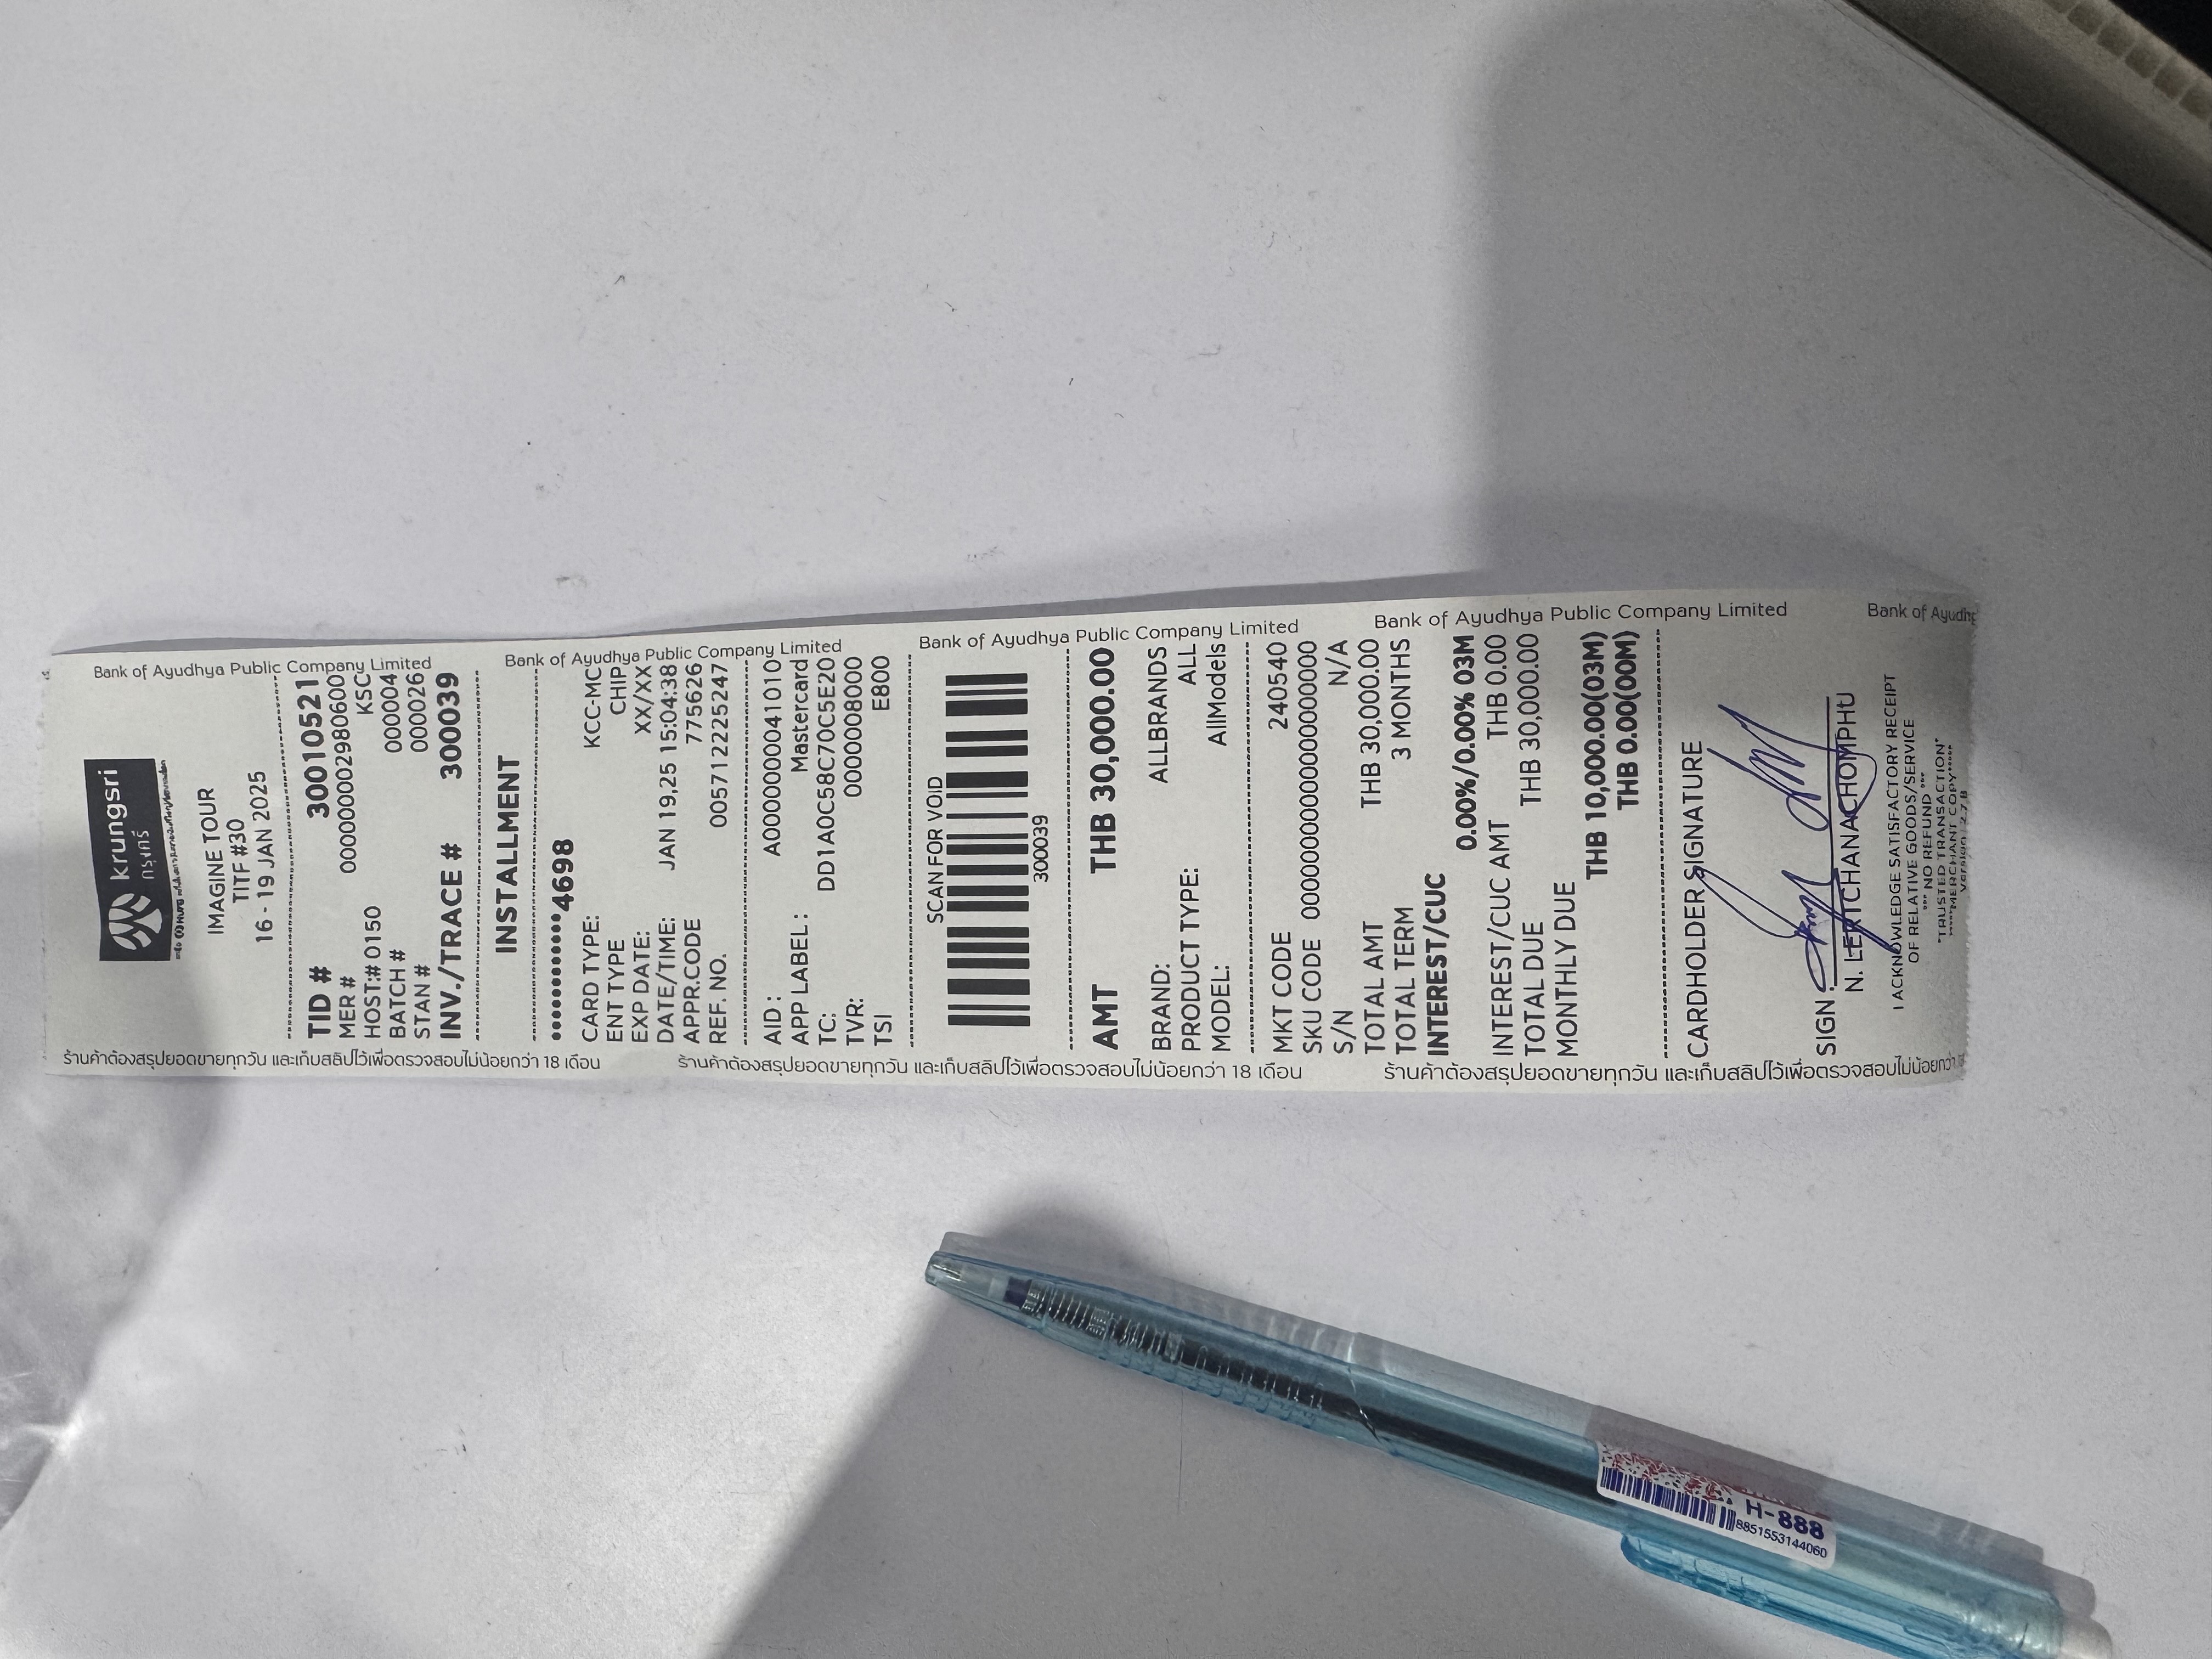 krungsri
กรุงศรี
IMAGINE TOUR
TITF #30
16 - 19 JAN 2025
TID # 30010521
MER # 000000029806003
HOST:# 0150 KSC
BATCH # 000004
STAN # 000026
INV./TRACE # 300039
INSTALLMENT
************4698
CARD TYPE: KCC-MC
ENT TYPE CHIP
EXP DATE: XX/XX
DATE/TIME: JAN 19,25 15:04:38
APPR.CODE 775626
REF. NO. 005712225247
AID : A0000000041010
APP LABEL : Mastercard
TC: DD1A0C58C70C5E20
TVR: 0000008000
TSI E800
SCAN FOR VOID
300039
AMT THB 30,000.00
BRAND: ALLBRANDS
PRODUCT TYPE: ALL
MODEL: AllModels
MKT CODE 240540
SKU CODE
S/N N/A
TOTAL AMT THB 30,000.00
TOTAL TERM 3 MONTHS
INTEREST/CUC
0.00%/0.00% 03M
INTEREST/CUC AMT THB 0.00
TOTAL DUE THB 30,000.00
MONTHLY DUE
THB 10,000.00(03M)
THB 0.00(00M)
CARDHOLDER SIGNATURE
SIGN
N. LERTCHANACHOMPHU
I ACKNOWLEDGE SATISFACTORY RECEIPT
OF RELATIVE GOODS/SERVICE
*** NO REFUND ***
*TRUSTED TRANSACTION*
*****MERCHANT COPY*****
Bank of Ayudhya Public Company Limited
Bank of Ayudhya Public Company Limited
Bank of Ayudhya Public Company Limited
Bank of Ayudhya Public Company Limited
Bank of Ayudh
ร้านค้าต้องสรุปยอดขายทุกวัน และเก็บสลิปไว้เพื่อตรวจสอบไม่น้อยกว่า 18 เดือน
ร้านค้าต้องสรุปยอดขายทุกวัน และเก็บสลิปไว้เพื่อตรวจสอบไม่น้อยกว่า 18 เดือน
ร้านค้าต้องสรุปยอดขายทุกวัน และเก็บสลิปไว้เพื่อตรวจสอบไม่น้อยกว่า
H-888
8851553144060